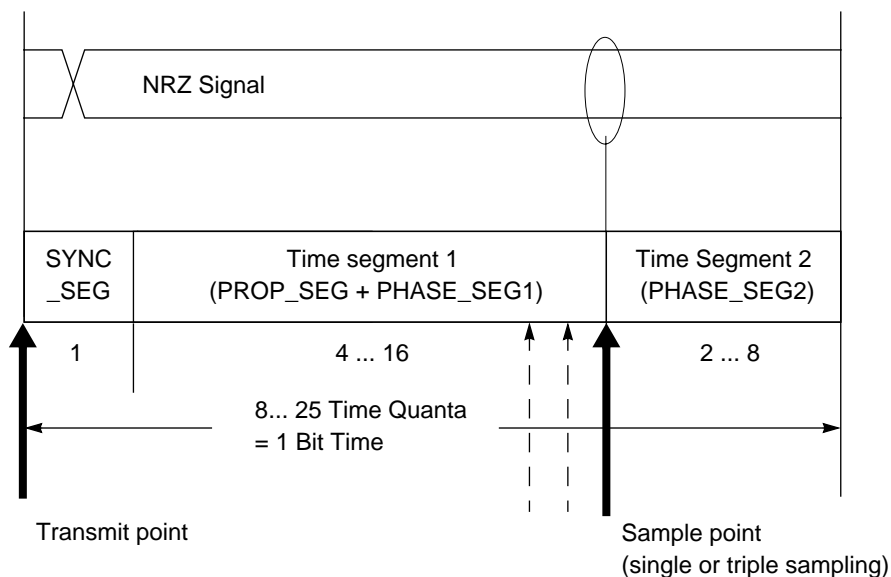 NRZ Signal
SYNC
_SEG
Time segment 1
(PROP_SEG + PHASE_SEG1)
Time Segment 2
(PHASE_SEG2)
1
4 ... 16
2 ... 8
8... 25 Time Quanta
= 1 Bit Time
Transmit point
Sample point
(single or triple sampling)